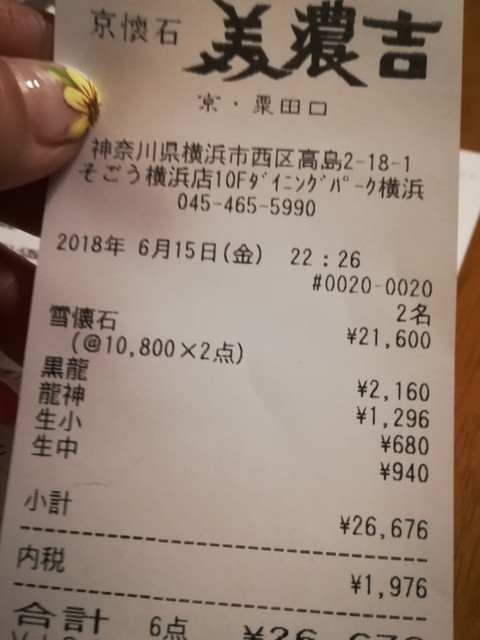 京懐石 美濃吉
京・粟田口
神奈川県横浜市西区高島2-18-1
そごう横浜店10Fﾀﾞｲﾆﾝｸﾞﾊﾟｰｸ横浜
045-465-5990
2018年 6月15日(金) 22:26
#0020-0020
2名
雪懐石 ¥21,600
(@10,800×2点)
黒龍 ¥2,160
龍神 ¥1,296
生小 ¥680
生中 ¥940
小計 ¥26,676
内税 ¥1,976
合計 6点